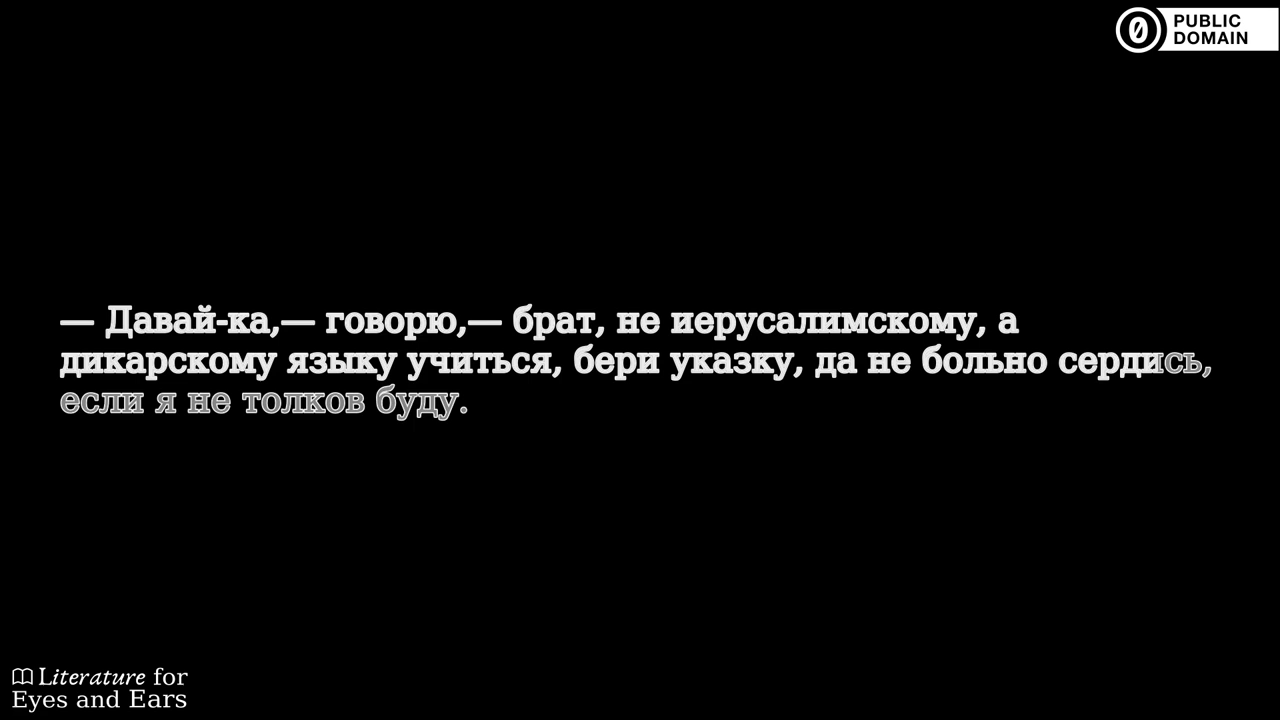 PUBLIC
DOMAIN
— Давай-ка,— говорю,— брат, не иерусалимскому, а
дикарскому языку учиться, бери указку, да не больно сердись,
если я не толков буду.
Literature for
Eyes and Ears